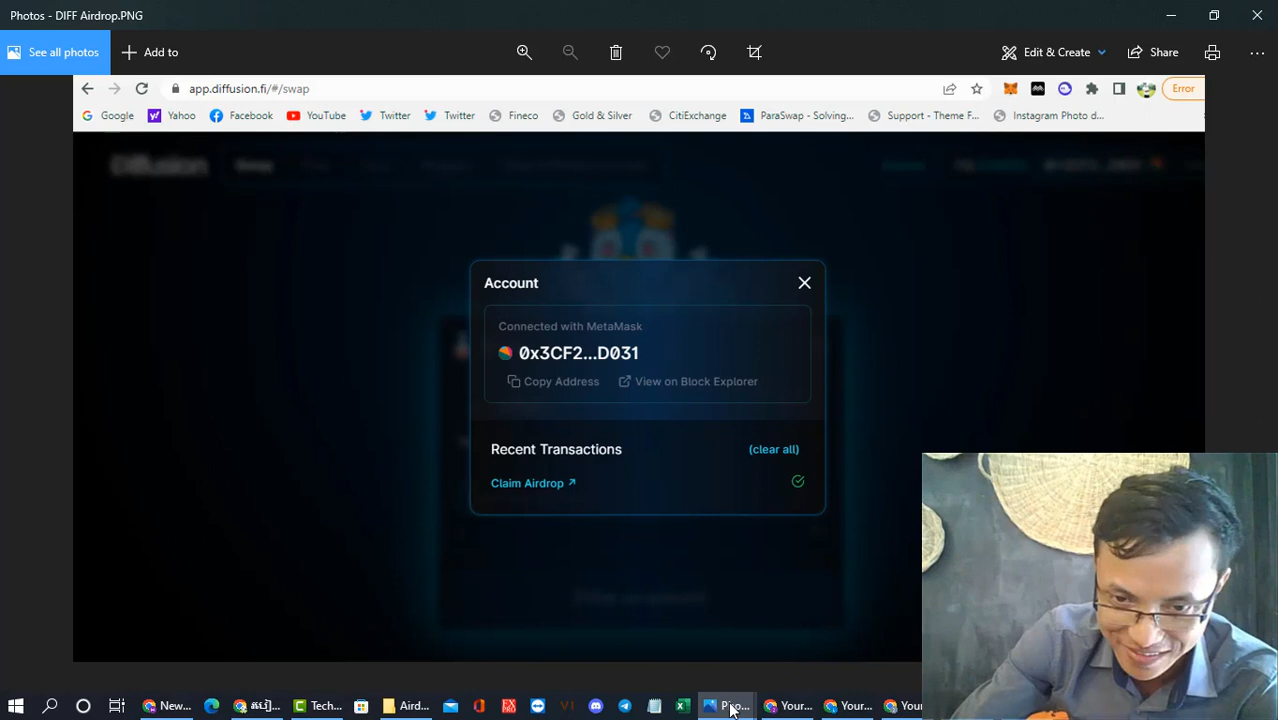 Photos - DIFF Airdrop.PNG
See all photos
Add to
Edit & Create
Share
app.diffusion.fi/#/swap
Error
Google
Yahoo
Facebook
YouTube
Twitter
Twitter
Fineco
Gold & Silver
CitiExchange
ParaSwap - Solving,...
Support - Theme F...
Instagram Photo d...
Diffusion
Account
Connected with MetaMask
0x3CF2...D031
Copy Address
View on Block Explorer
Recent Transactions
(clear all)
Claim Airdrop
New...
Tech...
Aird...
Pho...
Your...
Your...